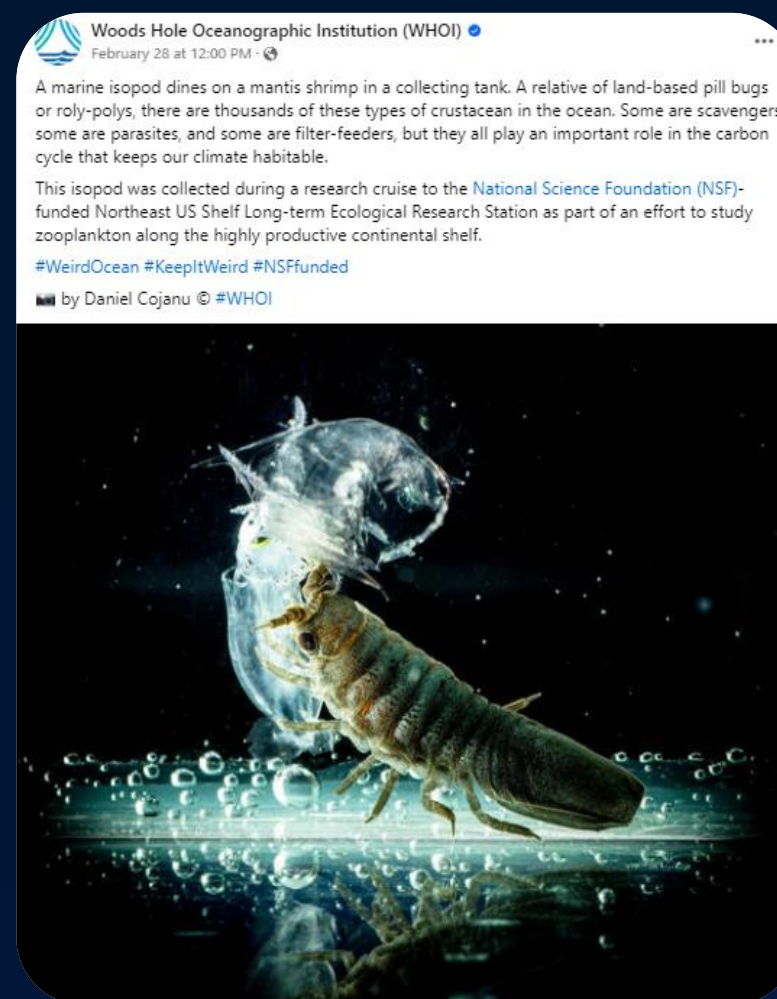 Woods Hole Oceanographic Institution (WHOI)
February 28 at 12:00 PM ·
A marine isopod dines on a mantis shrimp in a collecting tank. A relative of land-based pill bugs
or roly-polys, there are thousands of these types of crustacean in the ocean. Some are scavengers
some are parasites, and some are filter-feeders, but they all play an important role in the carbon
cycle that keeps our climate habitable.
This isopod was collected during a research cruise to the National Science Foundation (NSF)-
funded Northeast US Shelf Long-term Ecological Research Station as part of an effort to study
zooplankton along the highly productive continental shelf.
#WeirdOcean #KeepItWeird #NSFfunded
📷 by Daniel Cojanu © #WHOI